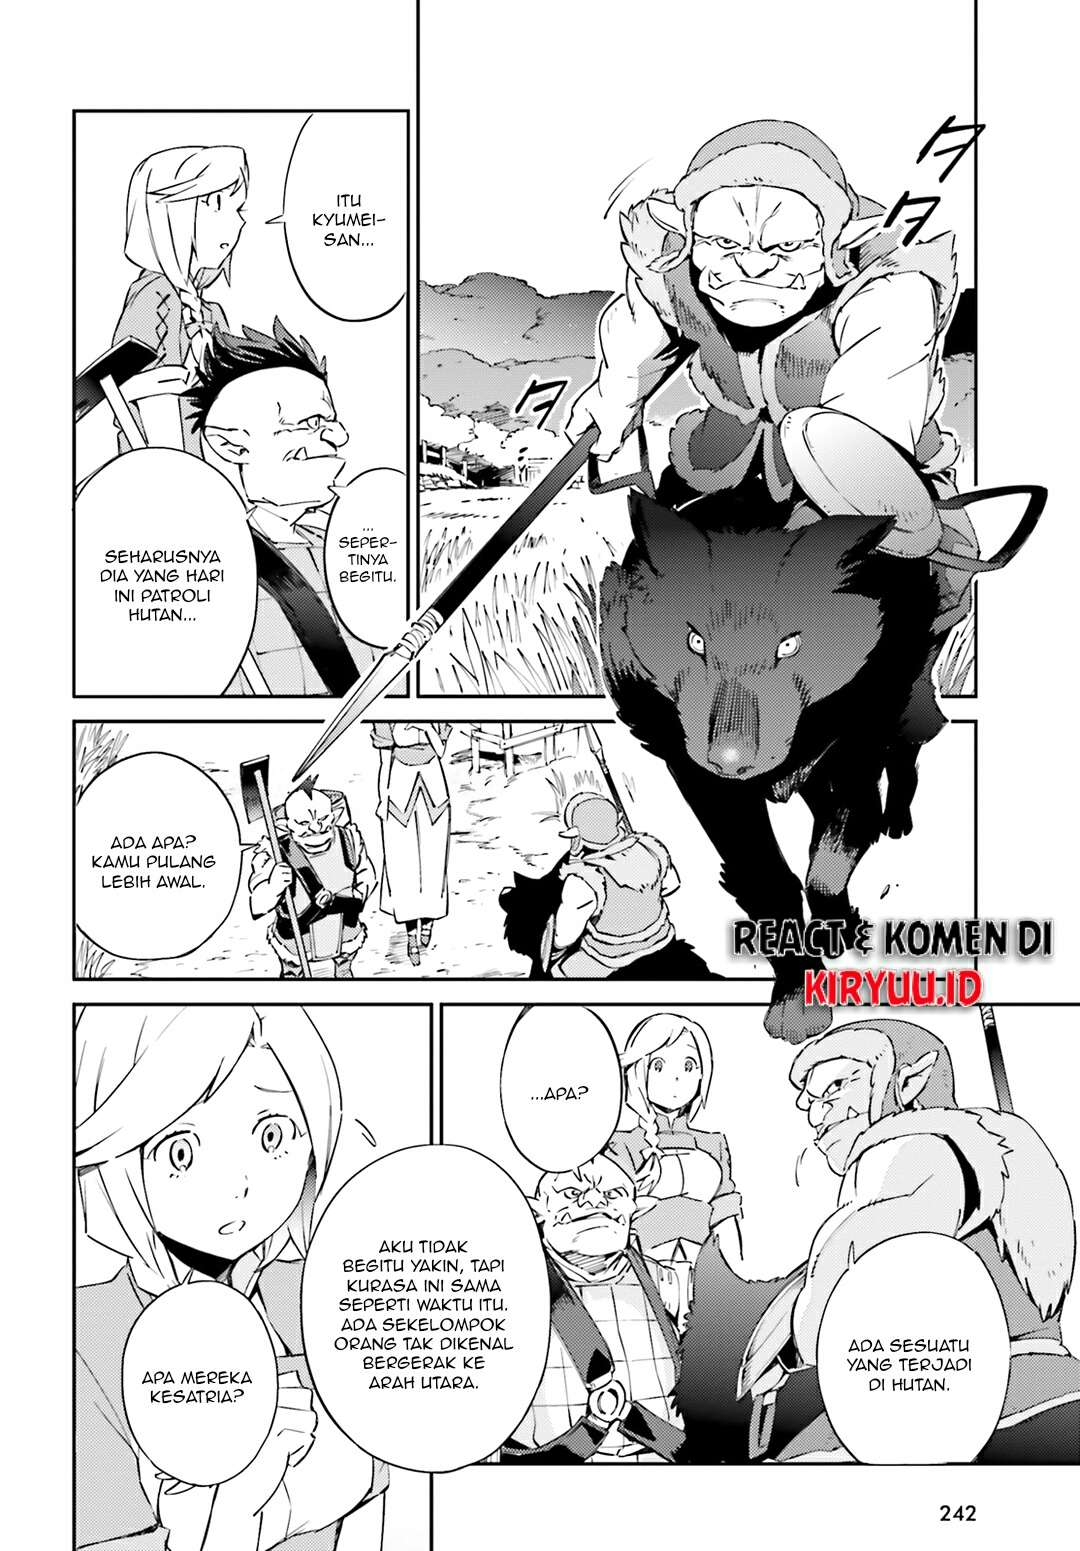 タ
タ
ITU
KYUMEI-
SAN...
...
SEPER-
TINYA
BEGITU.
SEHARUSNYA
DIA YANG HARI
INI PATROLI
HUTAN...
ADA APA?
KAMU PULANG
LEBIH AWAL.
REACT & KOMEN DI
KIRYUU.ID
ADA SESUATU
YANG TERJADI
DI HUTAN.
...APA?
AKU TIDAK
BEGITU YAKIN, TAPI
KURASA INI SAMA
SEPERTI WAKTU ITU.
ADA SEKELOMPOK
ORANG TAK DIKENAL
BERGERAK KE
ARAH UTARA.
APA MEREKA
KESATRIA?
242